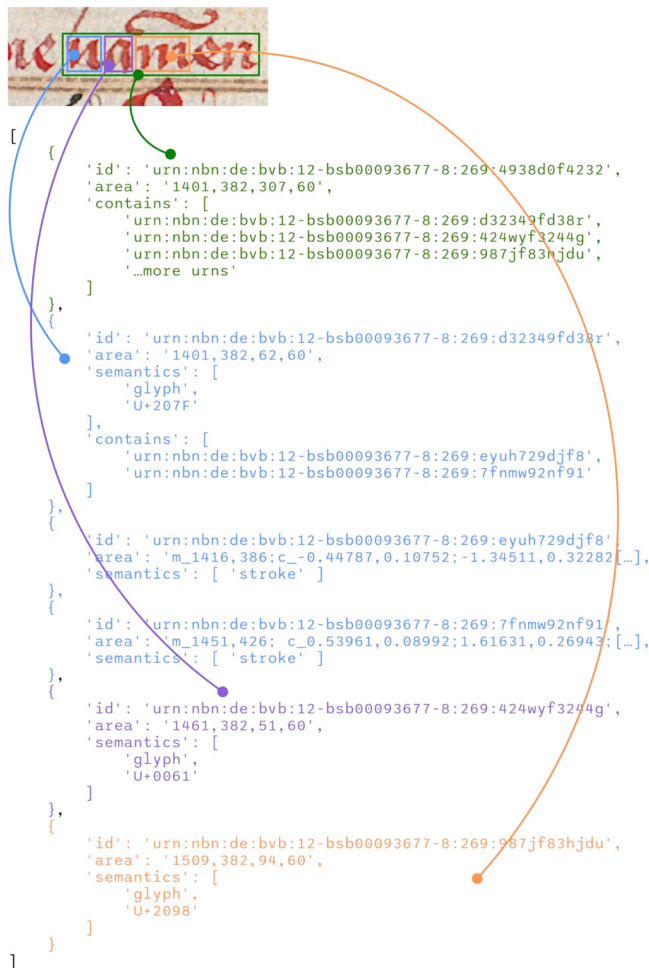 me namen
[
{
'id': 'urn:nbn:de:bvb:12-bsb00093677-8:269:4938d0f4232',
'area': '1401,382,307,60',
'contains': [
'urn:nbn:de:bvb:12-bsb00093677-8:269:d32349fd38r',
'urn:nbn:de:bvb:12-bsb00093677-8:269:424wyf3244g',
'urn:nbn:de:bvb:12-bsb00093677-8:269:987jf83hjdu',
'…more urns'
]
},
{
'id': 'urn:nbn:de:bvb:12-bsb00093677-8:269:d32349fd38r',
'area': '1401,382,62,60',
'semantics': [
'glyph',
'U+207F'
],
'contains': [
'urn:nbn:de:bvb:12-bsb00093677-8:269:eyuh729djf8',
'urn:nbn:de:bvb:12-bsb00093677-8:269:7fnmw92nf91'
]
},
{
'id': 'urn:nbn:de:bvb:12-bsb00093677-8:269:eyuh729djf8'
'area': 'm_1416,386;c_-0.44787,0.10752;-1.34511,0.32282[…],
'semantics': [ 'stroke' ]
},
{
'id': 'urn:nbn:de:bvb:12-bsb00093677-8:269:7fnmw92nf91',
'area': 'm_1451,426; c_0.53961,0.08992;1.61631,0.26943;[…],
'semantics': [ 'stroke' ]
},
{
'id': 'urn:nbn:de:bvb:12-bsb00093677-8:269:424wyf3244g',
'area': '1461,382,51,60',
'semantics': [
'glyph',
'U+0061'
]
},
{
'id': 'urn:nbn:de:bvb:12-bsb00093677-8:269:987jf83hjdu',
'area': '1509,382,94,60',
'semantics': [
'glyph',
'U+2098'
]
}
]